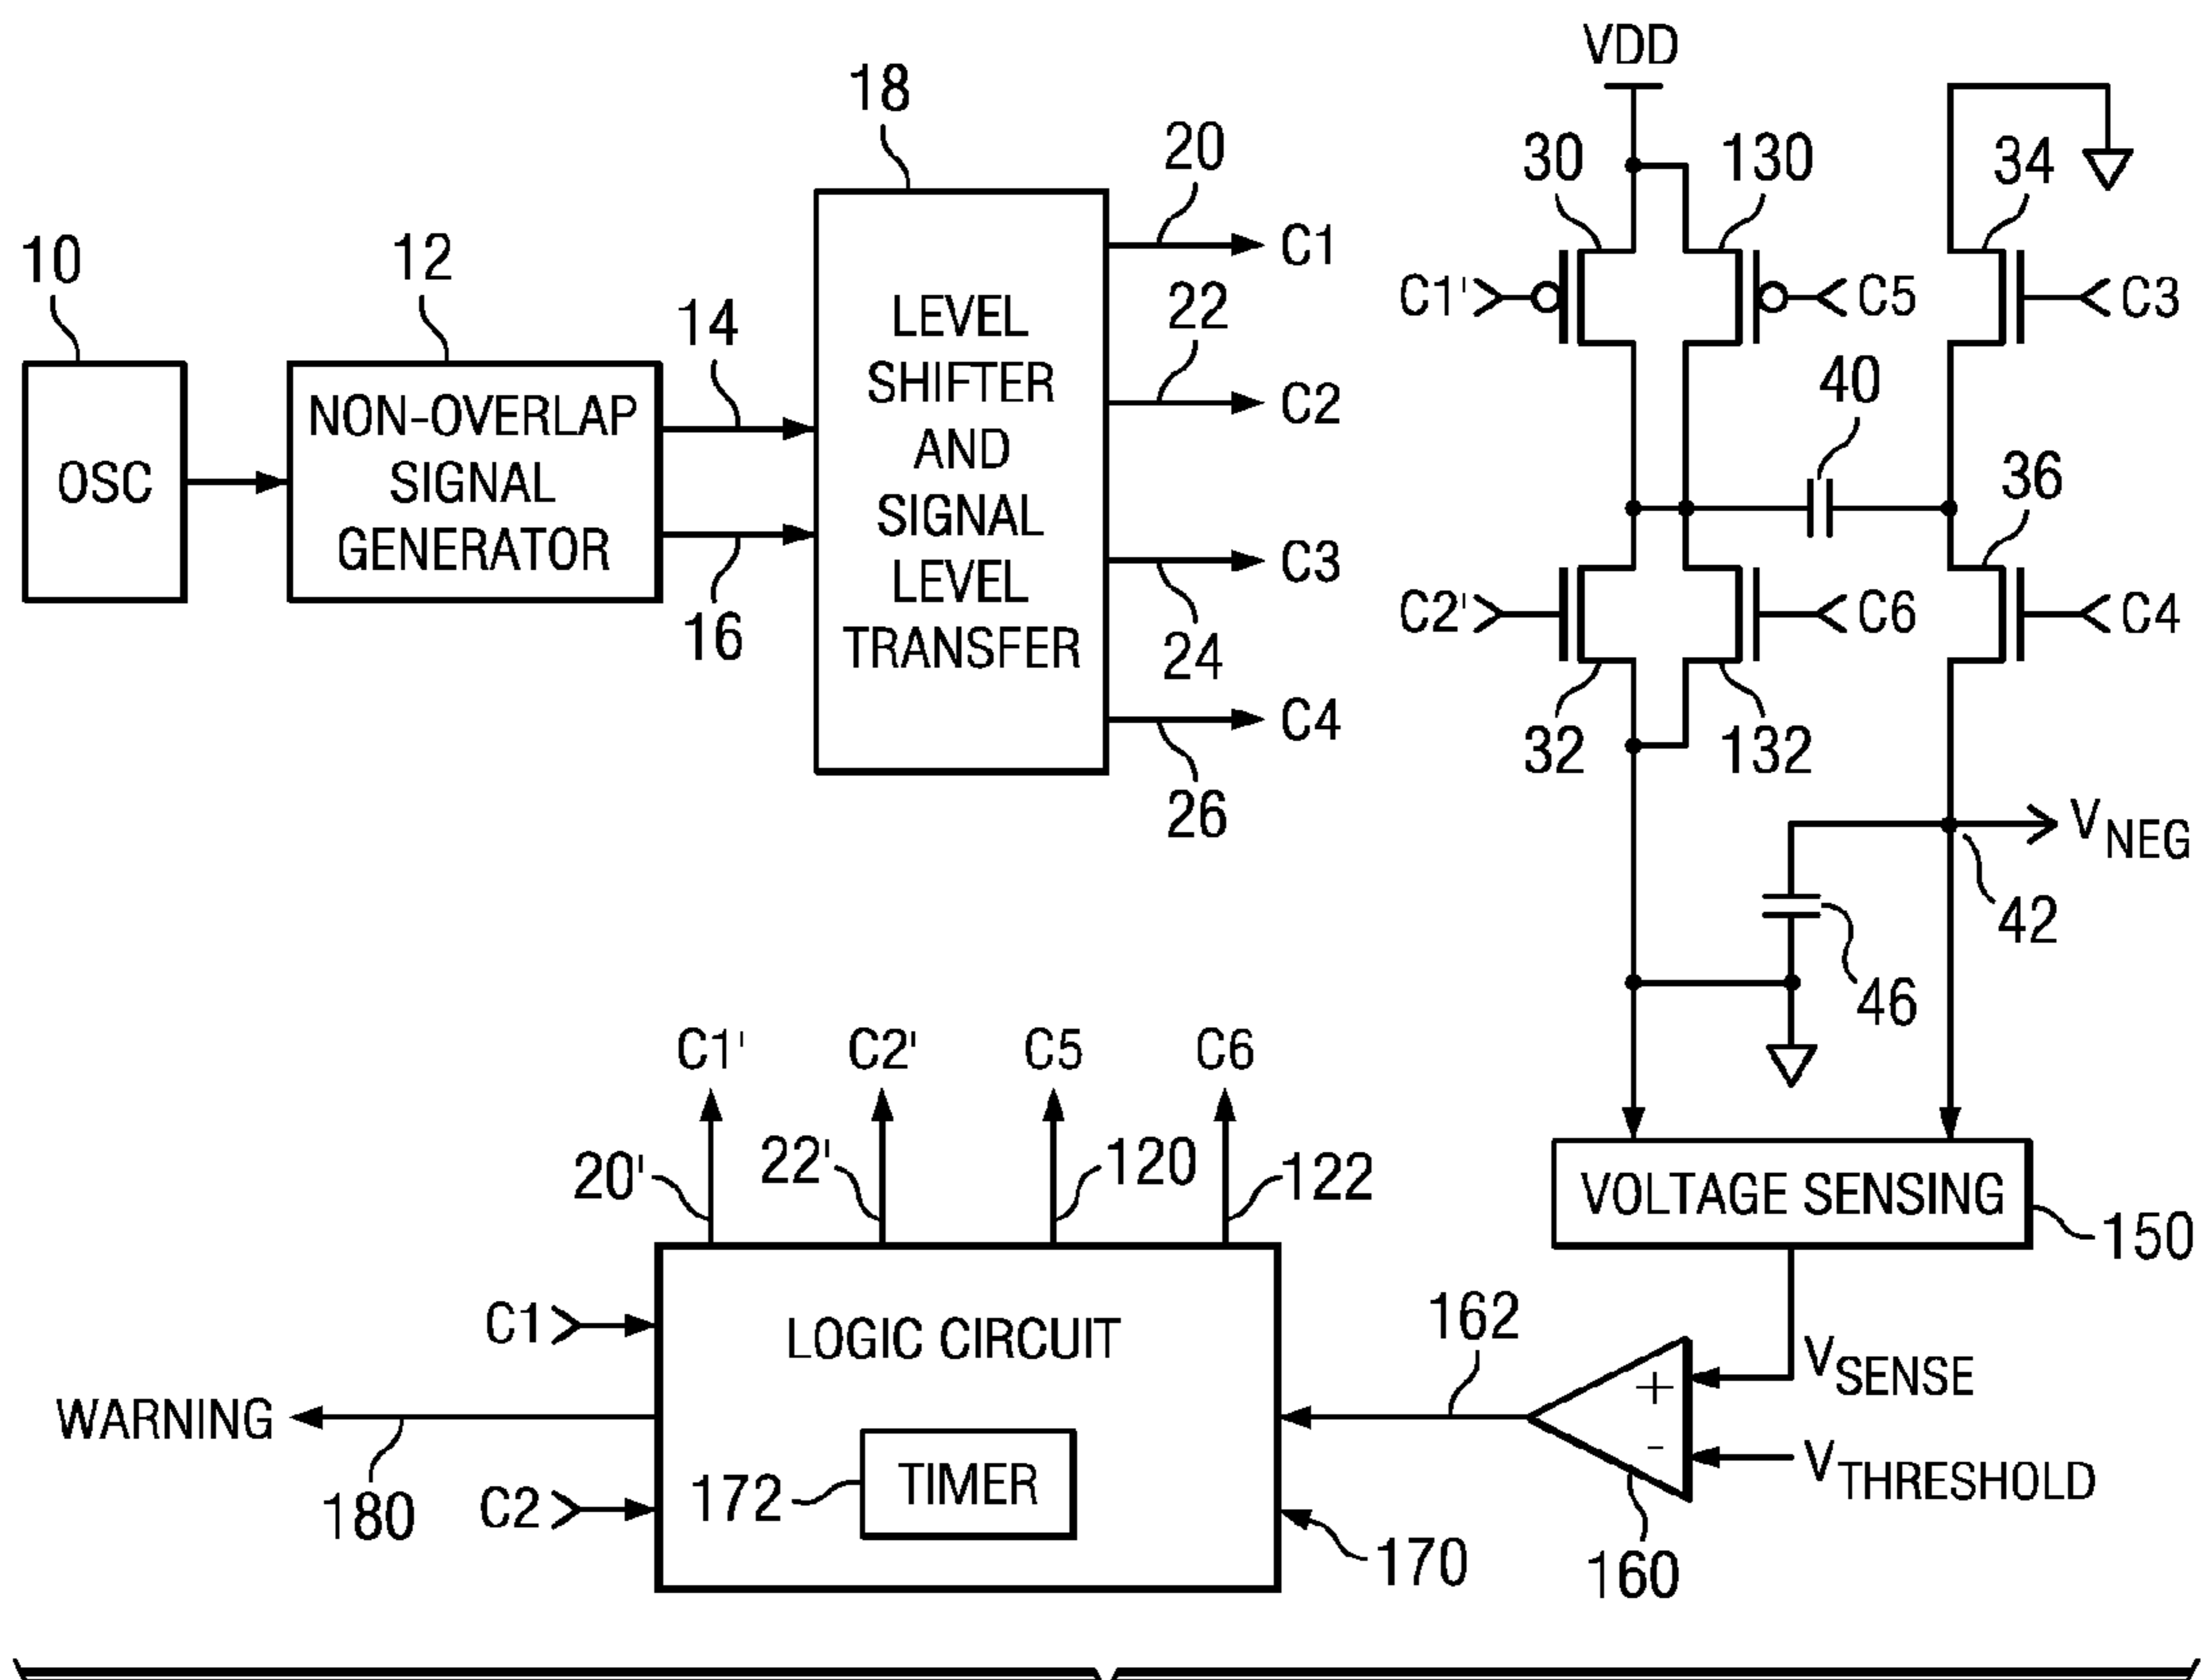 VDD
18
20
30
130
34
10
12
14
C1
C1'
C5
C3
22
OSC
NON-OVERLAP
SIGNAL
GENERATOR
LEVEL
SHIFTER
AND
SIGNAL
LEVEL
TRANSFER
C2
40
36
16
24
C3
C2'
C6
C4
26
C4
32
132
VNEG
42
46
C1'
C2'
C5
C6
20'
22'
120
122
VOLTAGE SENSING
150
C1
LOGIC CIRCUIT
162
+
VSENSE
WARNING
180
C2
172
TIMER
-
VTHRESHOLD
170
160